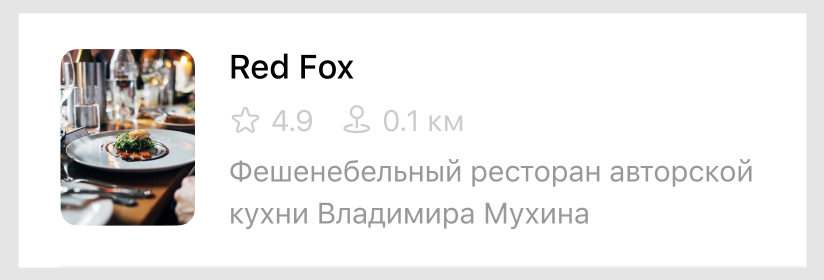 Red Fox
4.9 0.1 км
Фешенебельный ресторан авторской
кухни Владимира Мухина